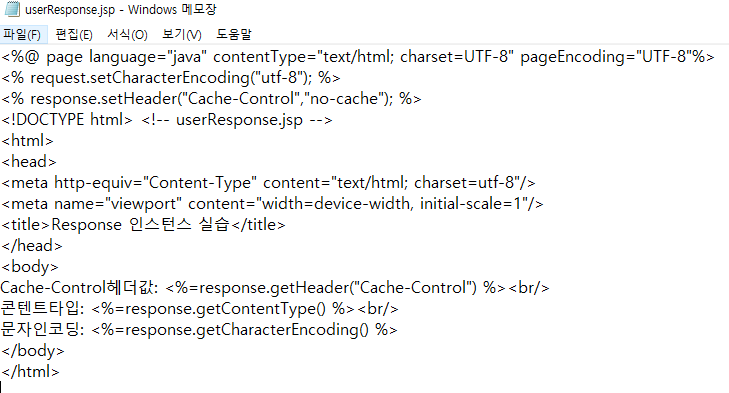 userResponse.jsp - Windows 메모장
파일(F) 편집(E) 서식(O) 보기(V) 도움말
<%@ page language="java" contentType="text/html; charset=UTF-8" pageEncoding="UTF-8"%>
<% request.setCharacterEncoding("utf-8"); %>
<% response.setHeader("Cache-Control","no-cache"); %>
<!DOCTYPE html> <!-- userResponse.jsp -->
<html>
<head>
<meta http-equiv="Content-Type" content="text/html; charset=utf-8"/>
<meta name="viewport" content="width=device-width, initial-scale=1"/>
<title>Response 인스턴스 실습</title>
</head>
<body>
Cache-Control헤더값: <%=response.getHeader("Cache-Control") %><br/>
콘텐트타입: <%=response.getContentType() %><br/>
문자인코딩: <%=response.getCharacterEncoding() %>
</body>
</html>